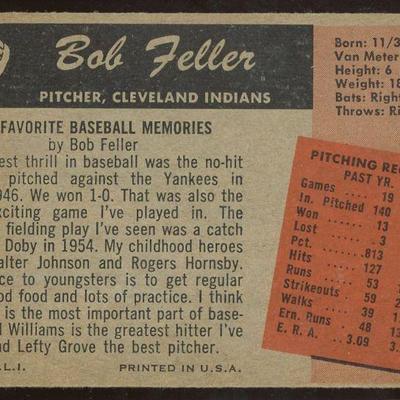 Bob Feller
PITCHER, CLEVELAND INDIANS
FAVORITE BASEBALL MEMORIES
by Bob Feller
est thrill in baseball was the no-hit
pitched against the Yankees in
946. We won 1-0. That was also the
citing game I've played in. The
fielding play I've seen was a catch
Doby in 1954. My childhood heroes
alter Johnson and Rogers Hornsby.
ce to youngsters is to get regular
d food and lots of practice. I think
is the most important part of base-
d Williams is the greatest hitter I've
nd Lefty Grove the best pitcher.
.L.I. PRINTED IN U.S.A.
Born: 11/3
Van Meter
Height: 6
Weight: 18
Bats: Right
Throws: Ri
PITCHING RE
PAST YR.
Games 19
In. Pitched 140
Won 13
Lost 3
Pct. .813
Hits 127
Runs 53
Strikeouts 59
Walks 39
Ern. Runs 48
E. R. A. 3.09 3.